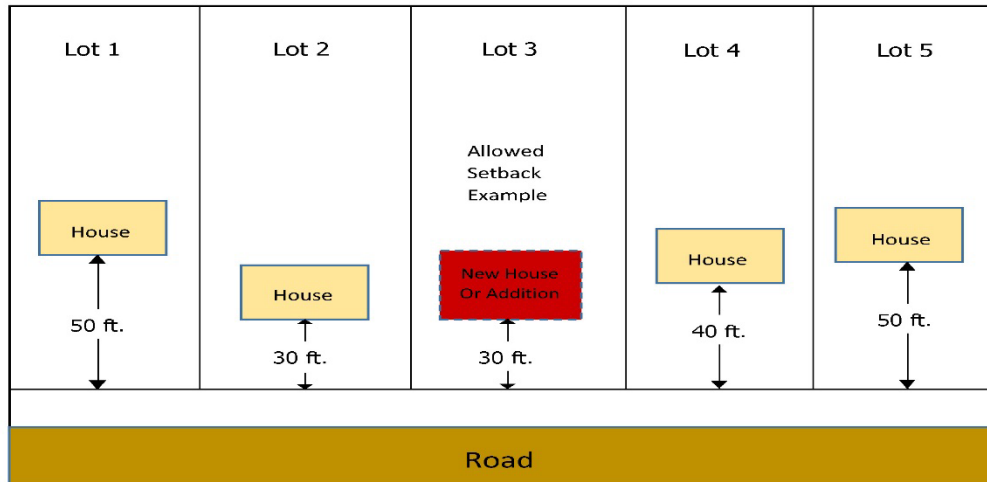 Lot 1
Lot 2
Lot 3
Lot 4
Lot 5
Allowed
Setback
Example
House
House
New House
Or Addition
House
House
50 ft.
30 ft.
30 ft.
40 ft.
50 ft.
Road